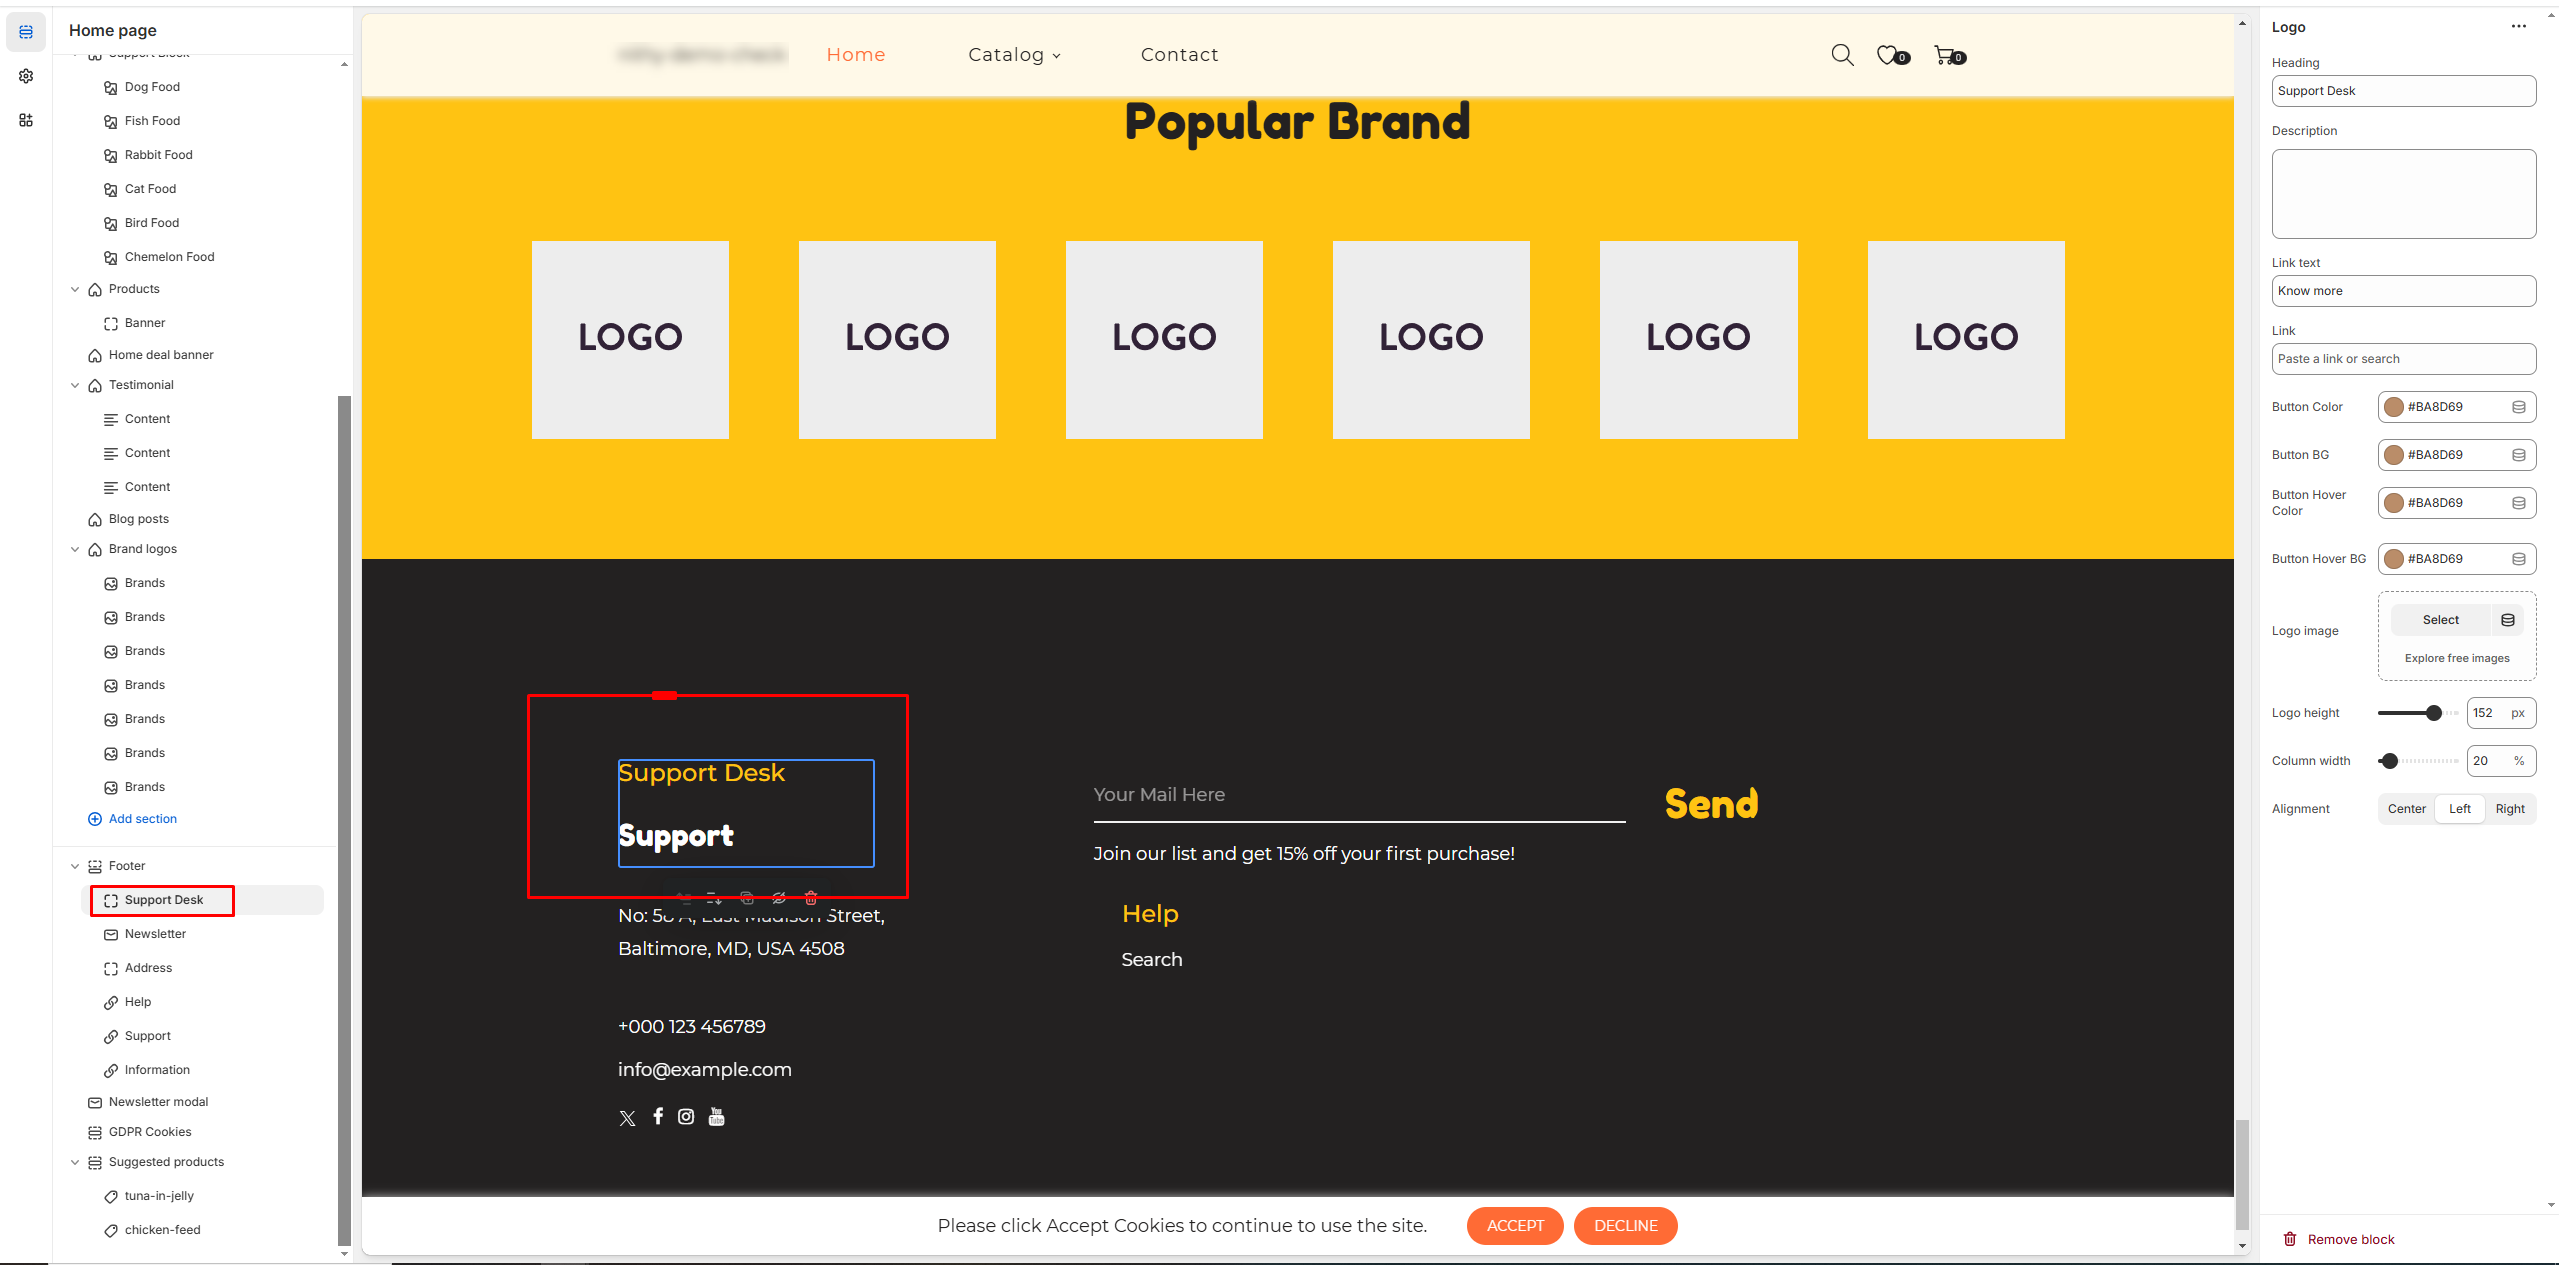 Home page
Support Block
Dog Food
Fish Food
Rabbit Food
Cat Food
Bird Food
Chemelon Food
Products
Banner
Home deal banner
Testimonial
Content
Content
Content
Blog posts
Brand logos
Brands
Brands
Brands
Brands
Brands
Brands
Brands
Add section
Footer
Support Desk
Newsletter
Address
Help
Support
Information
Newsletter modal
GDPR Cookies
Suggested products
tuna-in-jelly
chicken-feed
Home
Catalog
Contact
0
0
Popular Brand
LOGO
LOGO
LOGO
LOGO
LOGO
LOGO
Support Desk
Support
No: 58 A, East Madison Street,
Baltimore, MD, USA 4508
+000 123 456789
info@example.com
You
Tube
Your Mail Here
Send
Join our list and get 15% off your first purchase!
Help
Search
Please click Accept Cookies to continue to use the site.
ACCEPT
DECLINE
Logo
Heading
Support Desk
Description
Link text
Know more
Link
Paste a link or search
Button Color
#BA8D69
Button BG
#BA8D69
Button Hover
Color
#BA8D69
Button Hover BG
#BA8D69
Logo image
Select
Explore free images
Logo height
152 px
Column width
20 %
Alignment
Center
Left
Right
Remove block